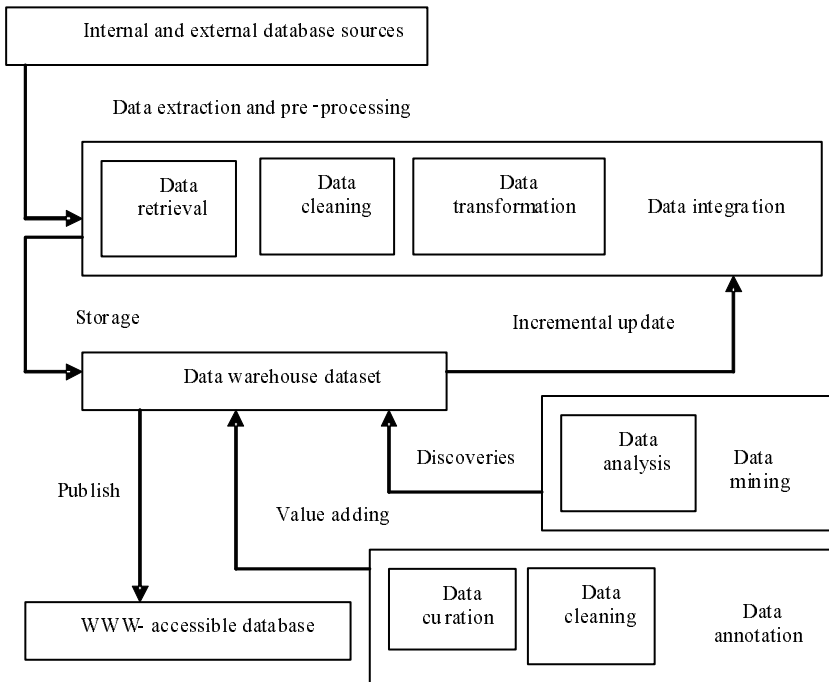 Internal and external database sources
Data extraction and pre-processing
Data
retrieval
Data
cleaning
Data
transformation
Data integration
Storage
Incremental update
Data warehouse dataset
Discoveries
Data
analysis
Data
mining
Publish
Value adding
Data
curation
Data
cleaning
Data
annotation
WWW- accessible database